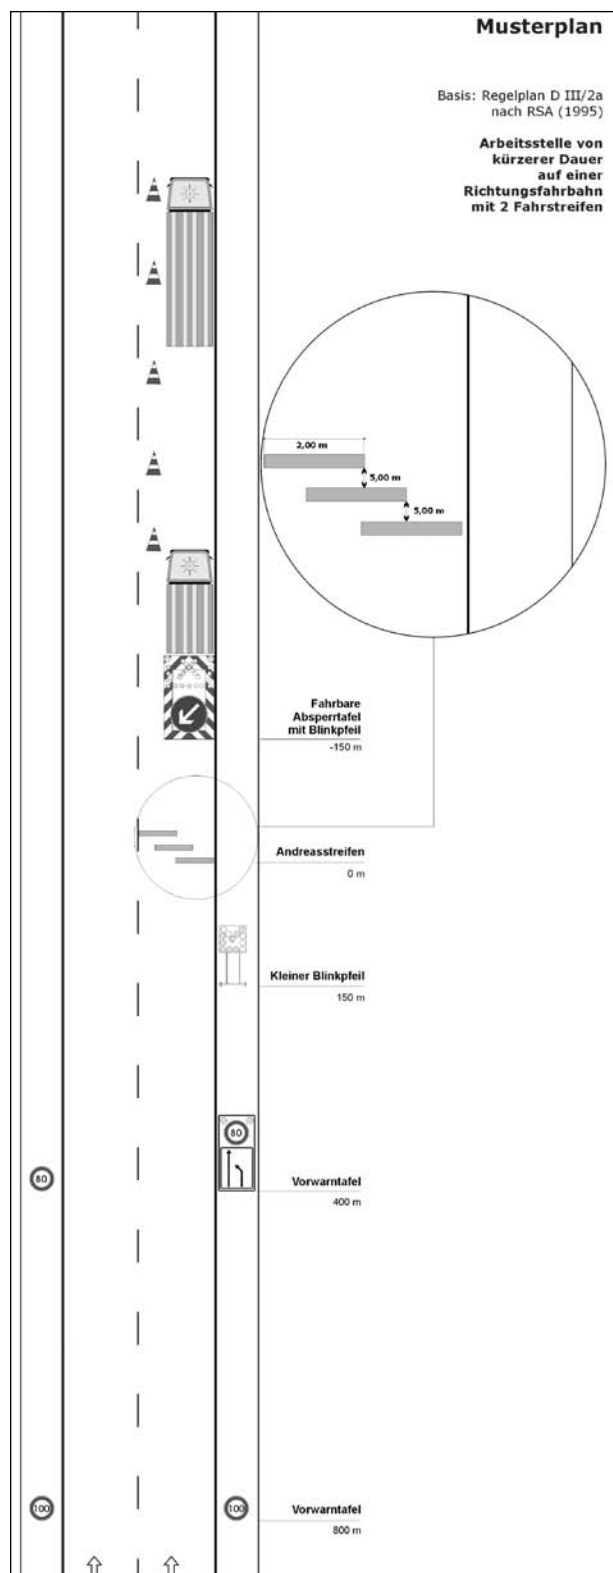 Musterplan
Basis: Regelplan D III/2a
nach RSA (1995)
Arbeitsstelle von
kürzerer Dauer
auf einer
Richtungsfahrbahn
mit 2 Fahrstreifen
2,00 m
5,00 m
5,00 m
Fahrbare
Absperrtafel
mit Blinkpfeil
-150 m
Andreasstreifen
0 m
Kleiner Blinkpfeil
150 m
80
80
Vorwarntafel
400 m
100
100
Vorwarntafel
800 m